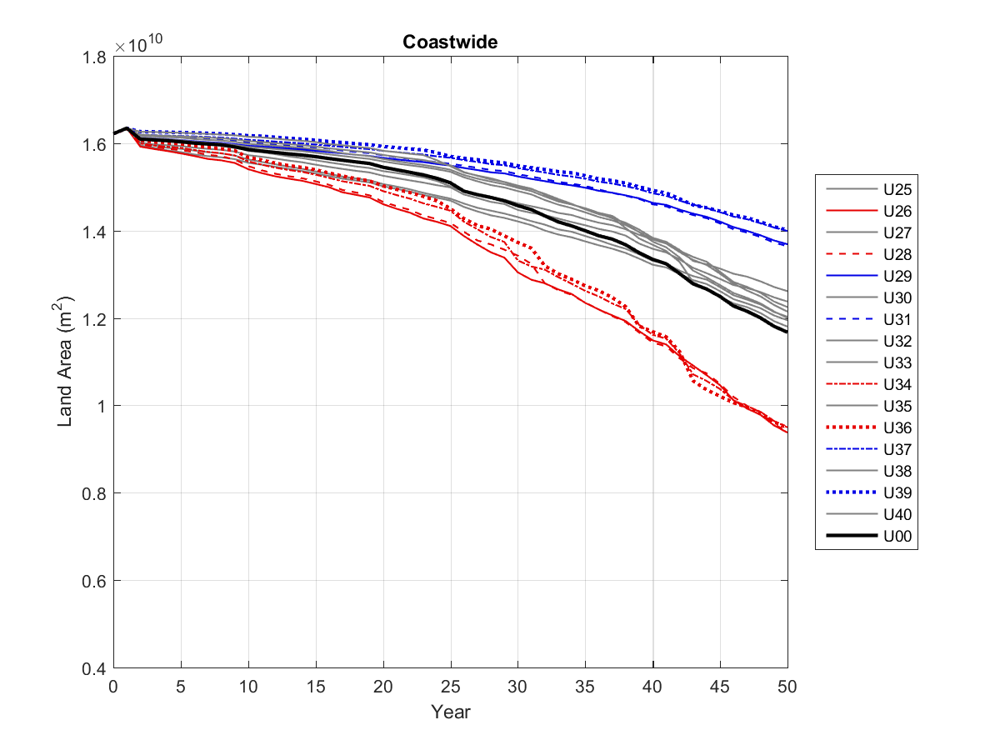 Coastwide
×10^10
1.8
1.6
1.4
1.2
1
0.8
0.6
0.4
Land Area (m^2)
0 5 10 15 20 25 30 35 40 45 50
Year
U25
U26
U27
U28
U29
U30
U31
U32
U33
U34
U35
U36
U37
U38
U39
U40
U00